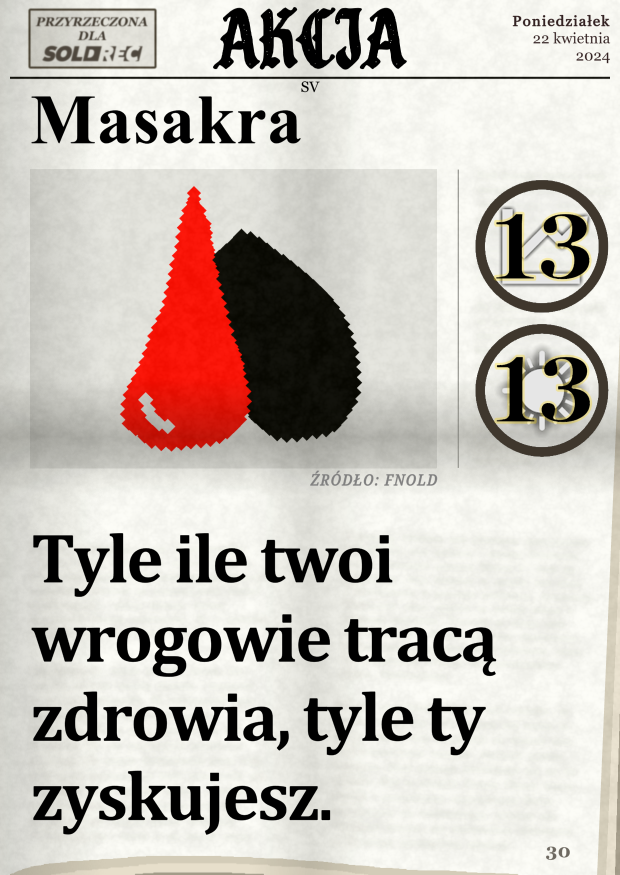 PRZYRZECZONA
DLA
SOLDREC
AKCJA
Poniedziałek
22 kwietnia
2024
SV
Masakra
13
13
ŹRÓDŁO: FNOLD
Tyle ile twoi
wrogowie tracą
zdrowia, tyle ty
zyskujesz.
30